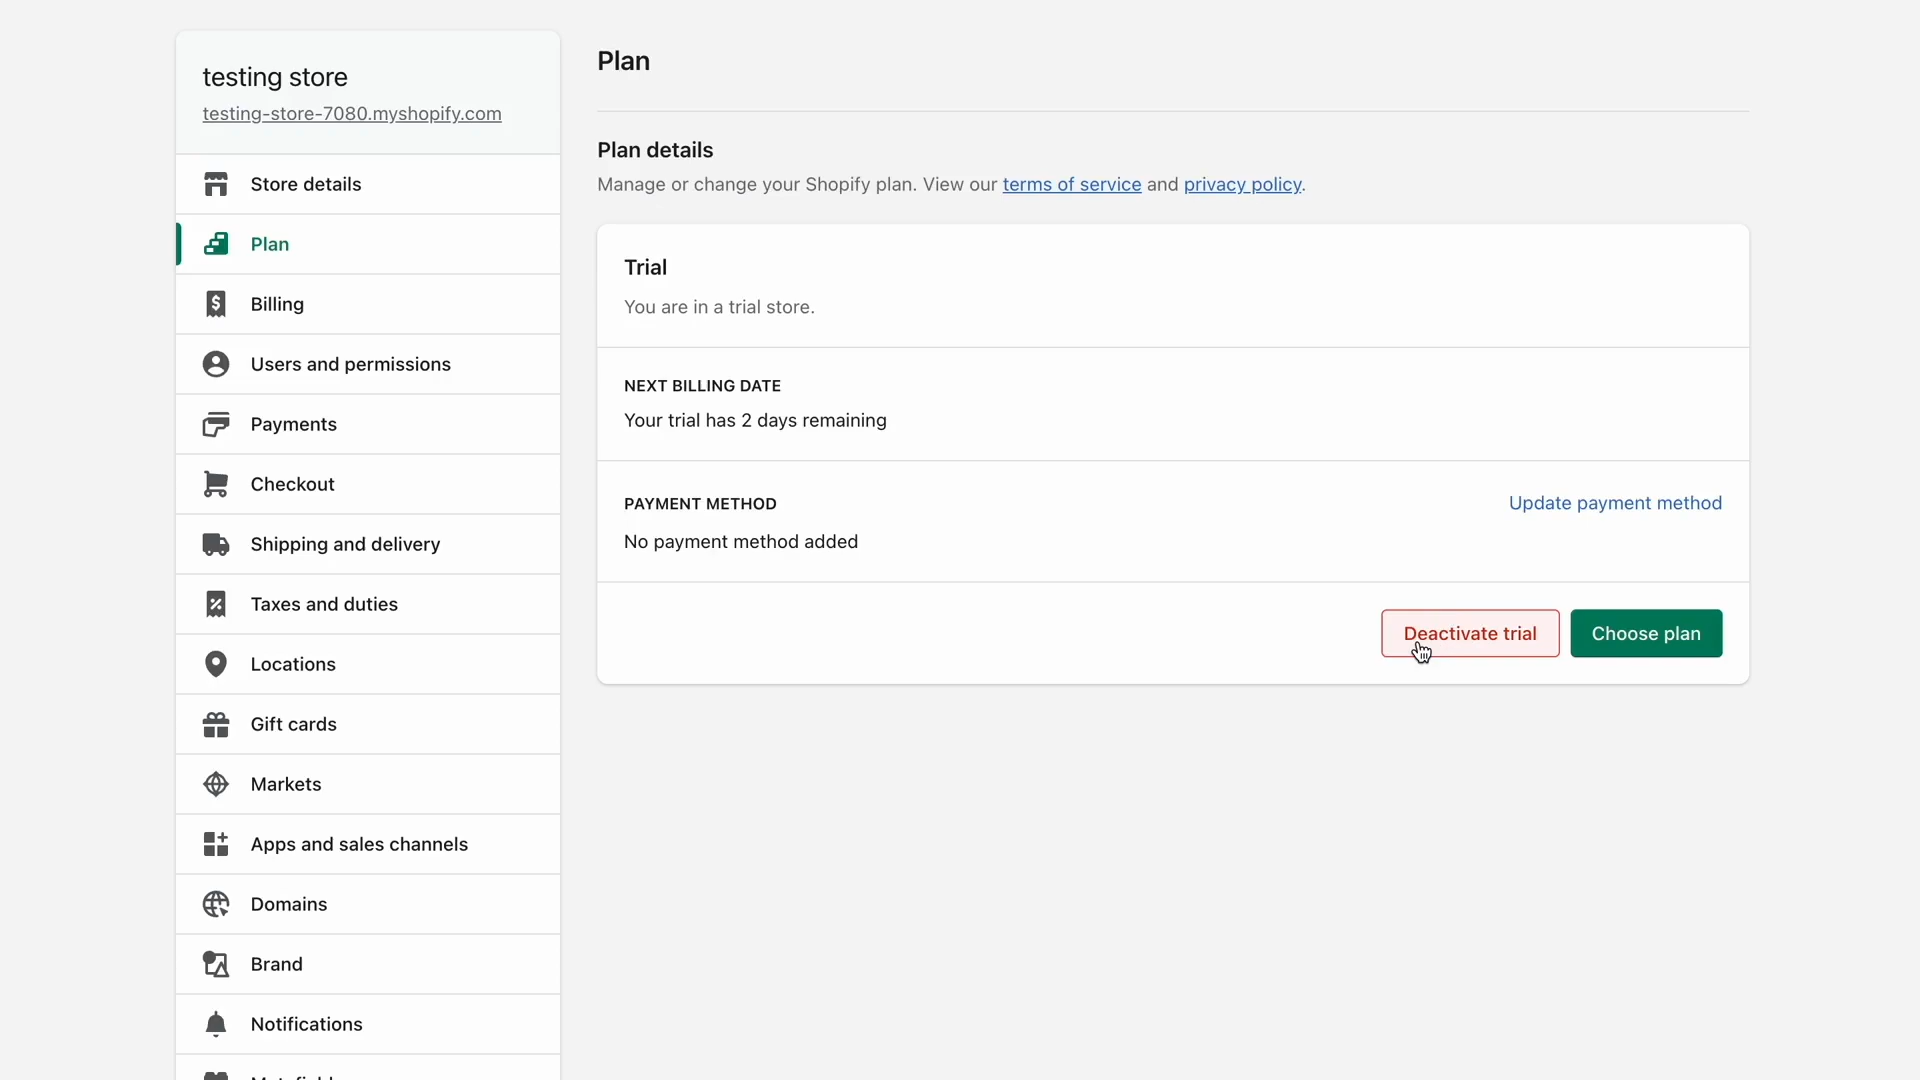 testing store
testing-store-7080.myshopify.com
Store details
Plan
Billing
Users and permissions
Payments
Checkout
Shipping and delivery
Taxes and duties
Locations
Gift cards
Markets
Apps and sales channels
Domains
Brand
Notifications
Plan
Plan details
Manage or change your Shopify plan. View our terms of service and privacy policy.
Trial
You are in a trial store.
NEXT BILLING DATE
Your trial has 2 days remaining
PAYMENT METHOD
Update payment method
No payment method added
Deactivate trial
Choose plan